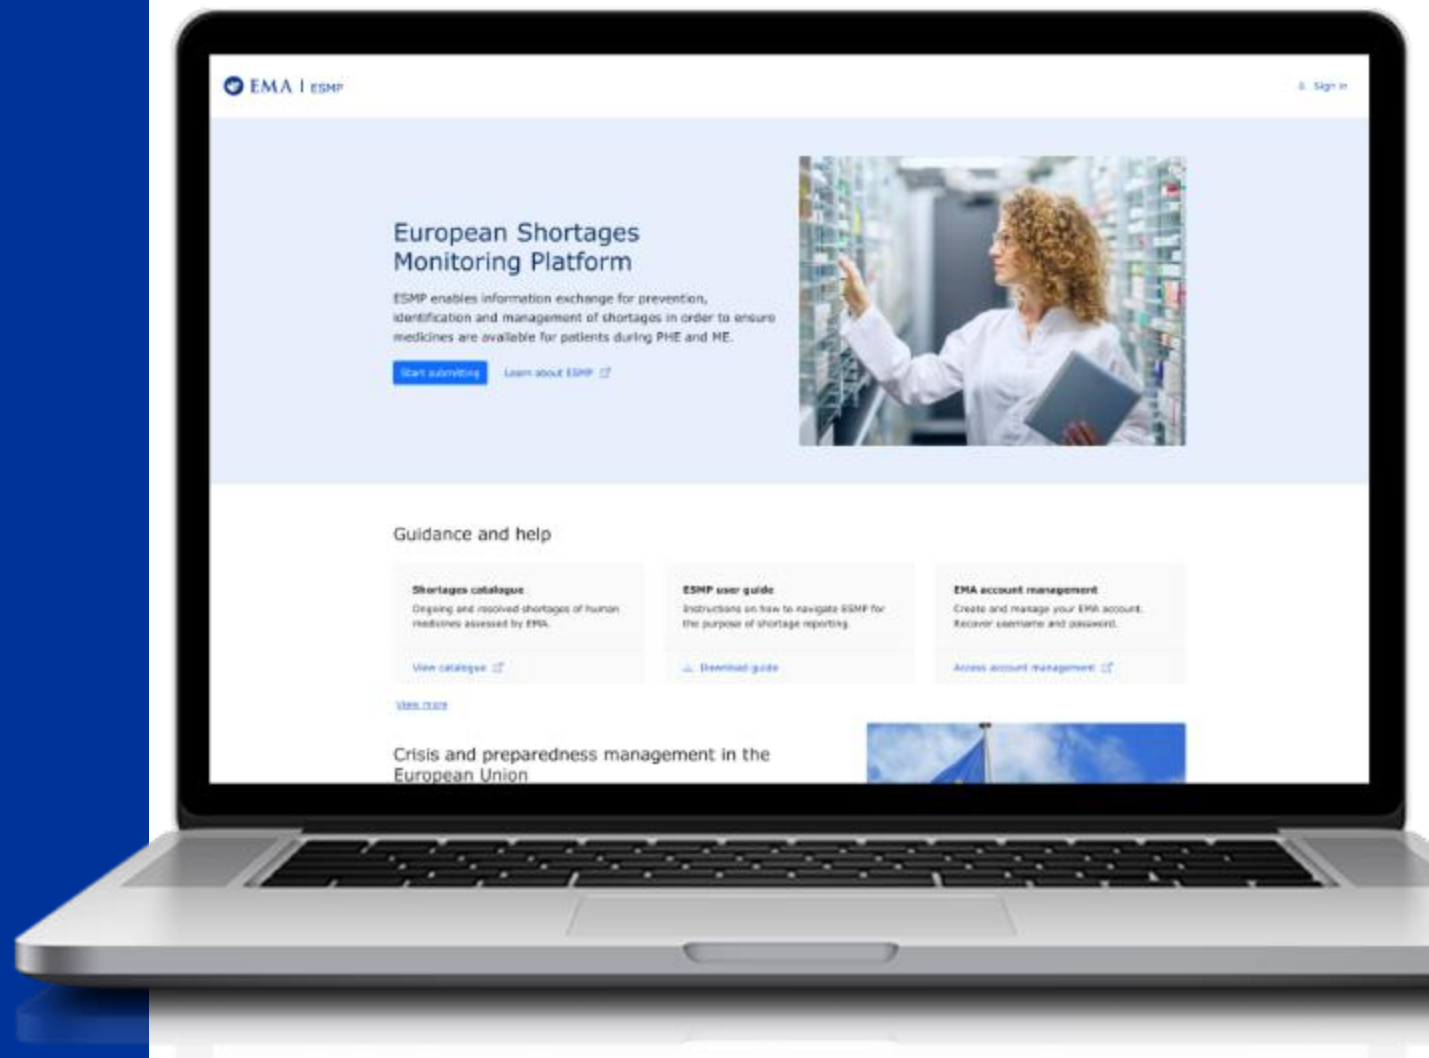 EMA | ESMP
Sign in
European Shortages
Monitoring Platform
ESMP enables information exchange for prevention,
identification and management of shortages in order to ensure
medicines are available for patients during PHE and ME.
Start submitting
Learn about ESMP
Guidance and help
Shortages catalogue
Ongoing and resolved shortages of human
medicines assessed by EMA.
View catalogue
ESMP user guide
Instructions on how to navigate ESMP for
the purpose of shortage reporting.
Download guide
EMA account management
Create and manage your EMA account.
Recover username and password.
Access account management
View more
Crisis and preparedness management in the
European Union